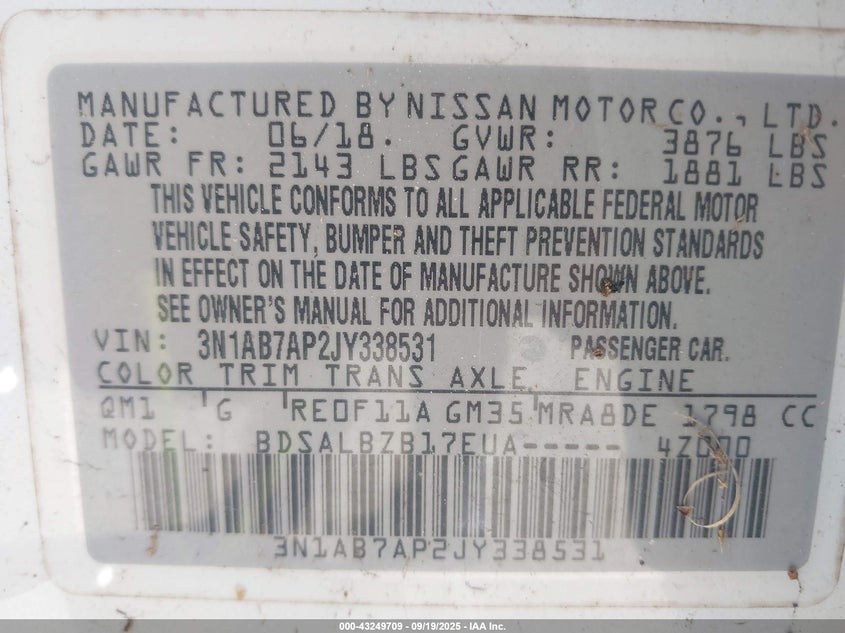 MANUFACTURED BY NISSAN MOTOR CO., LTD.
DATE: 06/18. GVWR: 3876 LBS
GAWR FR: 2143 LBS GAWR RR: 1881 LBS
THIS VEHICLE CONFORMS TO ALL APPLICABLE FEDERAL MOTOR
VEHICLE SAFETY, BUMPER AND THEFT PREVENTION STANDARDS
IN EFFECT ON THE DATE OF MANUFACTURE SHOWN ABOVE.
SEE OWNER'S MANUAL FOR ADDITIONAL INFORMATION.
VIN: 3N1AB7AP2JY338531 PASSENGER CAR.
COLOR TRIM TRANS AXLE ENGINE
QM1 G RE0F11A GM35 MRA8DE 1798 CC
MODEL: BDSALBZB17EUA----- 4Z000
3N1AB7AP2JY338531
000-43249709 - 09/19/2025 - IAA Inc.